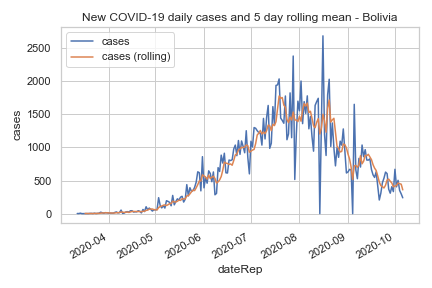 New COVID-19 daily cases and 5 day rolling mean - Bolivia
cases
cases (rolling)
2500
2000
1500
1000
500
0
cases
2020-04
2020-05
2020-06
2020-07
2020-08
2020-09
2020-10
dateRep